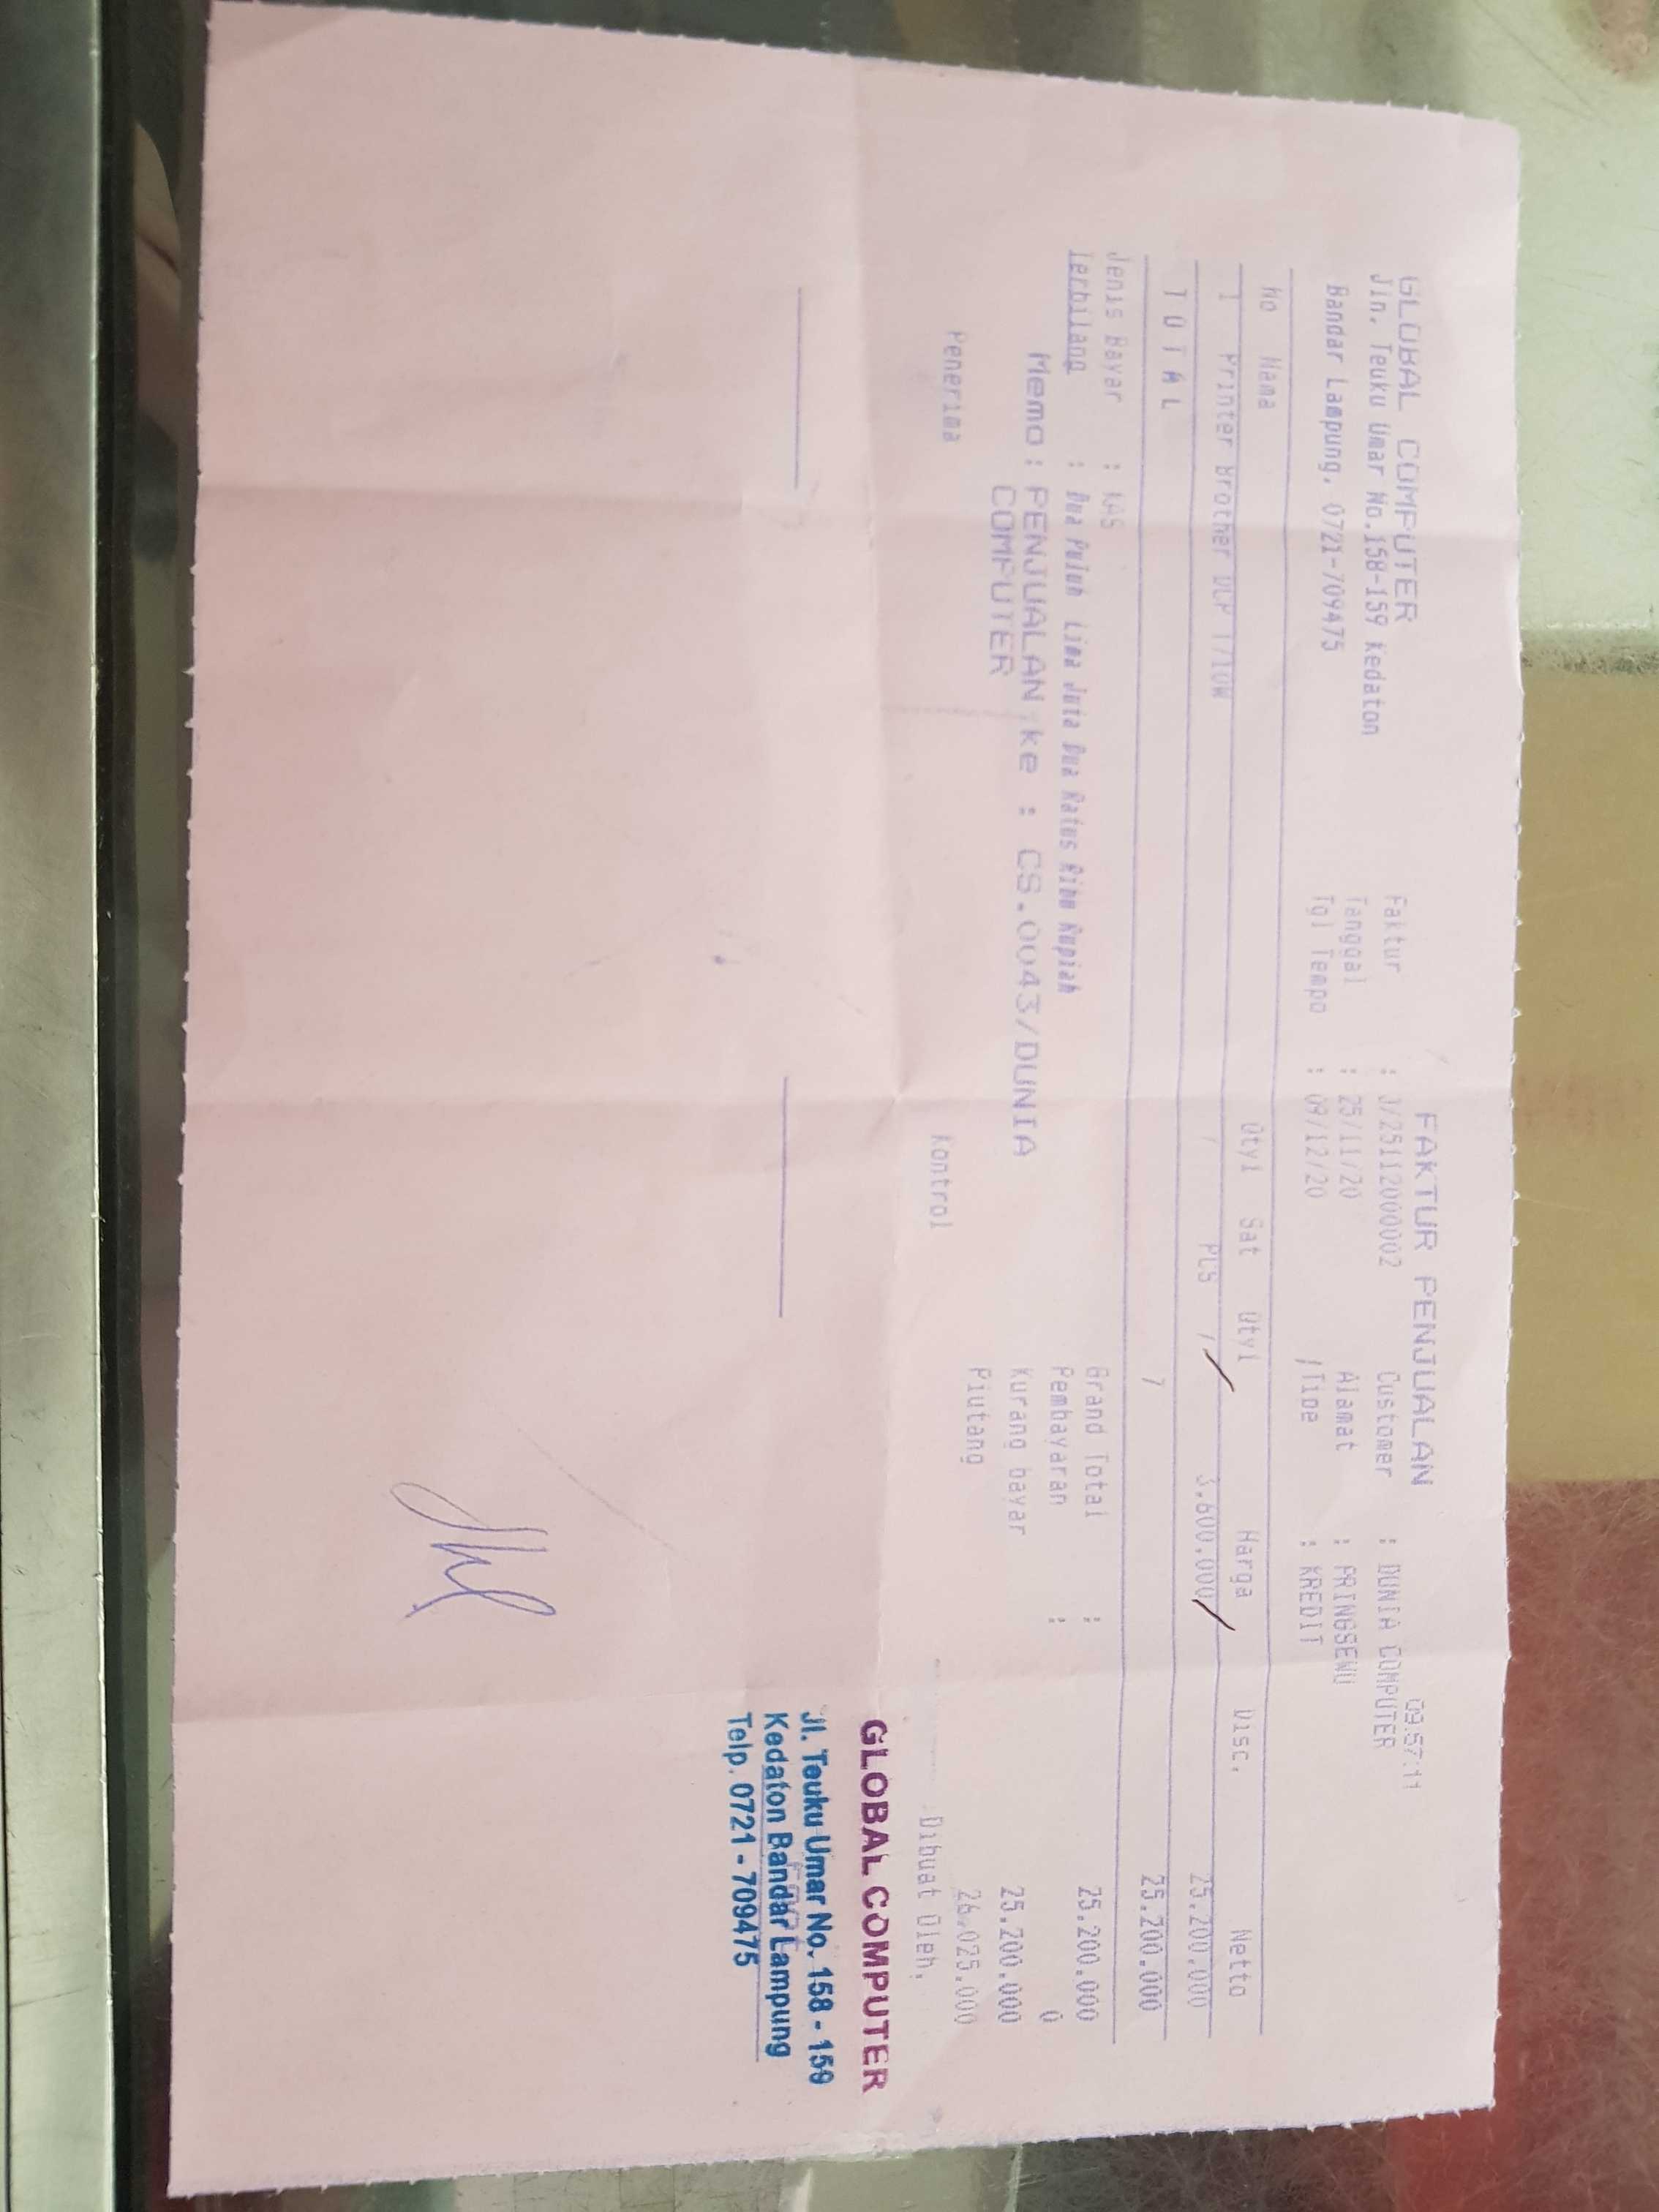 FAKTUR PENJUALAN 09:57:11
GLOBAL COMPUTER
Jln. Teuku Umar No.158-159 Kedaton
Bandar Lampung, 0721-709475
Faktur : J/25112000002
Tanggal : 25/11/20
Tgl Tempo : 09/12/20
Customer : DUNIA COMPUTER
Alamat : PRINGSEWU
/Tipe : KREDIT
No Nama Qty1 Sat Qty1 Harga Disc. Netto
1 Printer Brother DCP 1710W 7 PCS 7 3.600.000 25.200.000
T O T A L 7 25.200.000
Jenis Bayar : KAS
Terbilang : Dua Puluh Lima Juta Dua Ratus Ribu Rupiah
Memo : PENJUALAN ke : CS.0043/DUNIA
COMPUTER
Grand Total : 25.200.000
Pembayaran : 0
Kurang bayar 25.200.000
Piutang 26.025.000
Penerima Kontrol Dibuat Oleh,
GLOBAL COMPUTER
Jl. Teuku Umar No. 158 - 159
Kedaton Bandar Lampung
Telp. 0721 - 709475